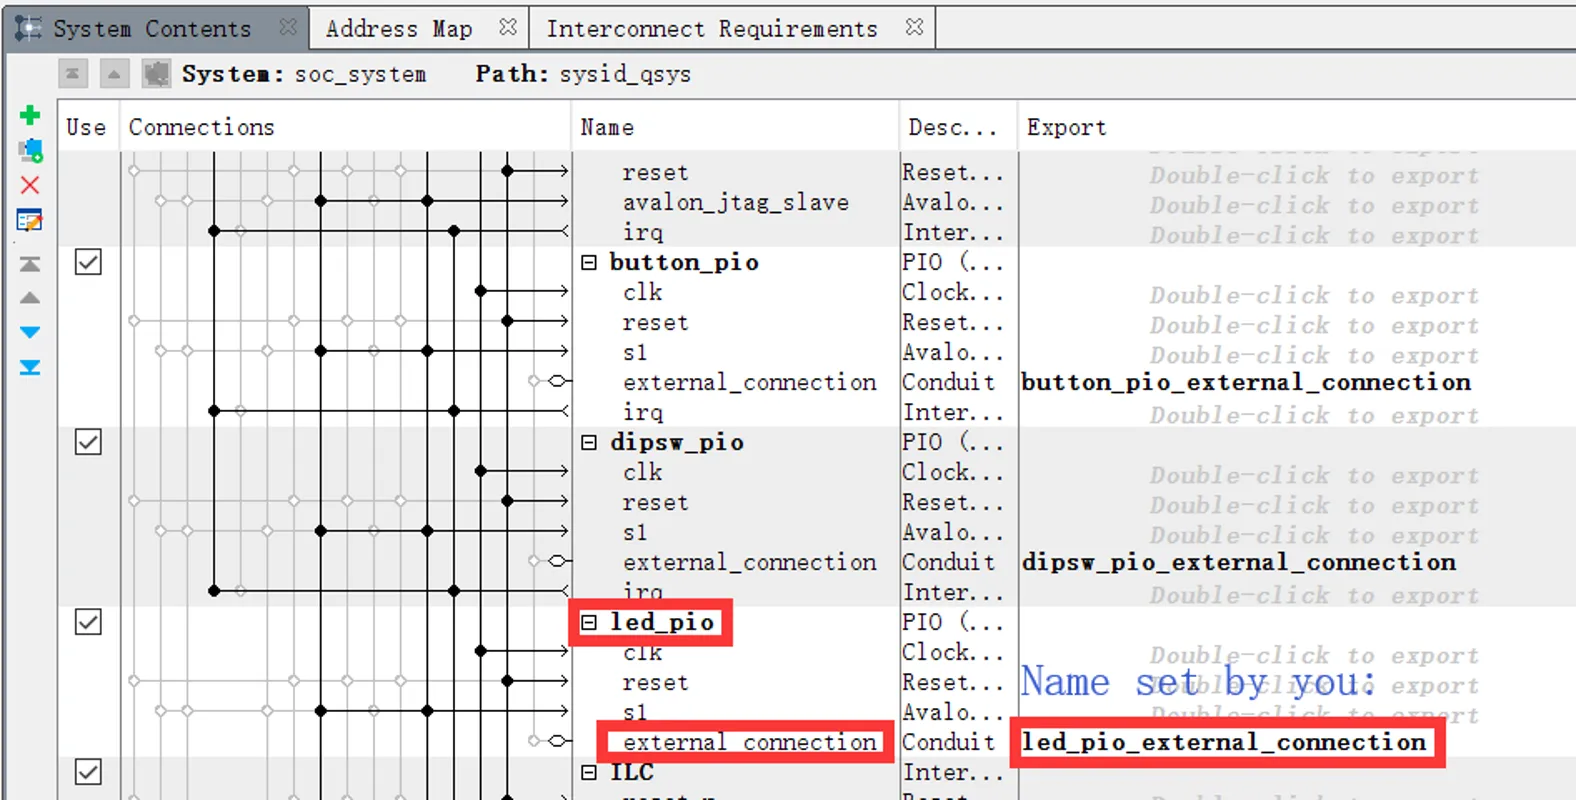 System Contents Address Map Interconnect Requirements
System: soc_system Path: sysid_qsys
Use Connections Name Desc... Export
reset Reset... Double-click to export
avalon_jtag_slave Avalo... Double-click to export
irq Inter... Double-click to export
button_pio PIO (...
clk Clock... Double-click to export
reset Reset... Double-click to export
s1 Avalo... Double-click to export
external_connection Conduit button_pio_external_connection
irq Inter... Double-click to export
dipsw_pio PIO (...
clk Clock... Double-click to export
reset Reset... Double-click to export
s1 Avalo... Double-click to export
external_connection Conduit dipsw_pio_external_connection
irq Inter... Double-click to export
led_pio PIO (...
clk Clock... Double-click to export
reset Reset... Double-click to export
Name set by you:
s1 Avalo... Double-click to export
external_connection Conduit led_pio_external_connection
ILC Inter...